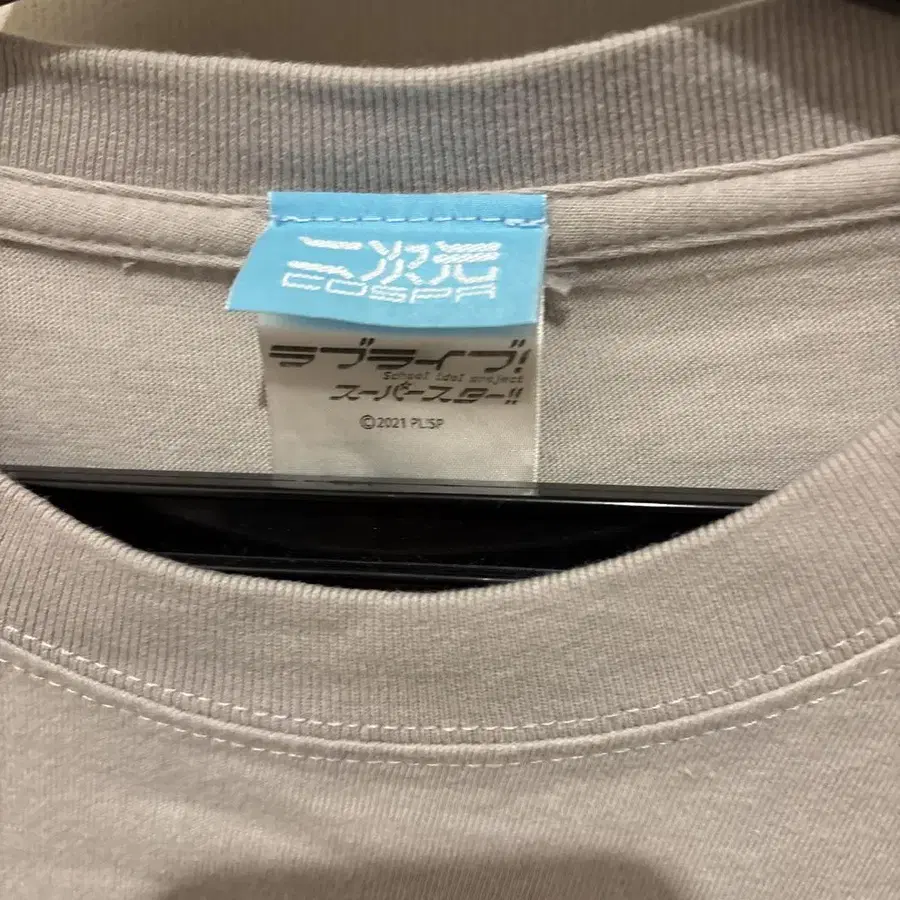 二次元
COSPA
ラブライブ!
School idol project
スーパースター!!
©2021 PL!SP